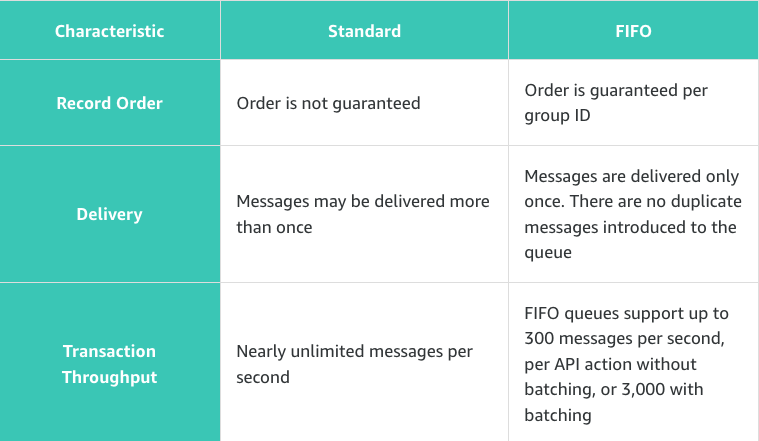 Characteristic
Standard
FIFO
Record Order
Order is not guaranteed
Order is guaranteed per
group ID
Delivery
Messages may be delivered more
than once
Messages are delivered only
once. There are no duplicate
messages introduced to the
queue
Transaction
Throughput
Nearly unlimited messages per
second
FIFO queues support up to
300 messages per second,
per API action without
batching, or 3,000 with
batching